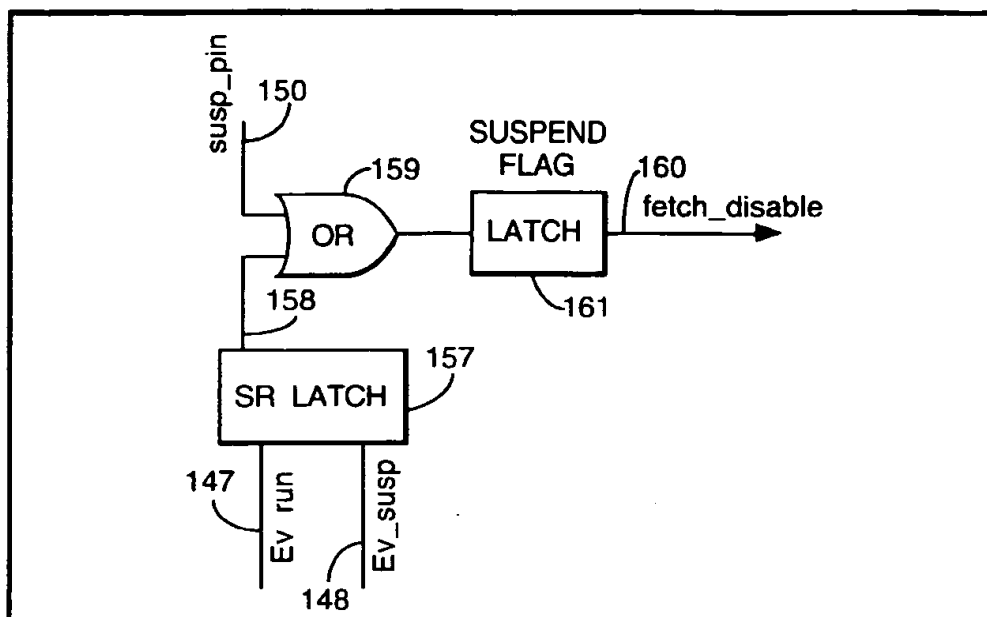 susp_pin
150
159
OR
SUSPEND
FLAG
LATCH
161
160
fetch_disable
158
SR LATCH
157
147
Ev run
Ev_susp
148